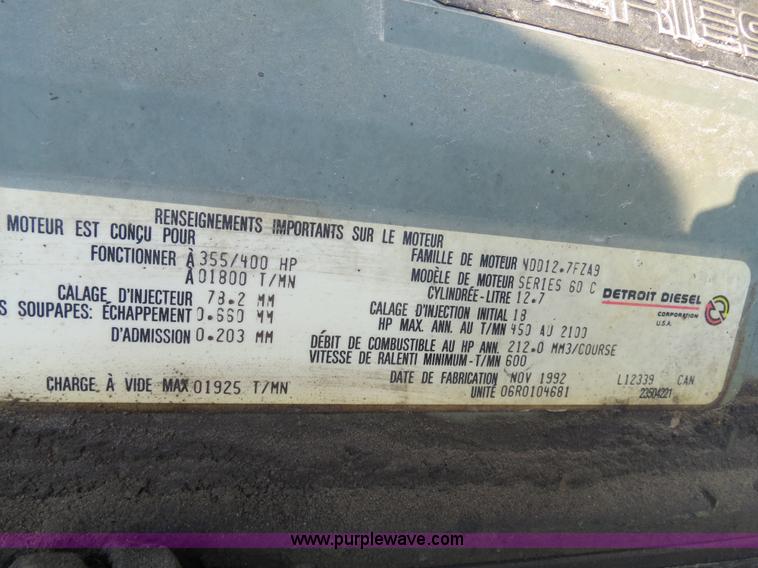 SERIES
RENSEIGNEMENTS IMPORTANTS SUR LE MOTEUR
MOTEUR EST CONÇU POUR
FONCTIONER À 355/400 HP
À 01800 T/MN
CALAGE D'INJECTEUR 78.2 MM
S SOUPAPES: ÉCHAPPEMENT 0.660 MM
D'ADMISSION 0.203 MM
CHARGE À VIDE MAX 01925 T/MN
FAMILLE DE MOTEUR NDD12.7FZA9
MODÈLE DE MOTEUR SERIES 60 C
CYLINDRÉE-LITRE 12.7
CALAGE D'INJECTION INITIAL 18
HP MAX. ANN. AU T/MN 450 AU 2100
DÉBIT DE COMBUSTIBLE AU HP ANN. 212.0 MM3/COURSE
VITESSE DE RALENTI MINIMUM-T/MN 600
DATE DE FABRICATION NOV 1992
UNITÉ 06R0104681
DETROIT DIESEL
CORPORATION
U.S.A.
L12339 CAN
23504221
www.purplewave.com